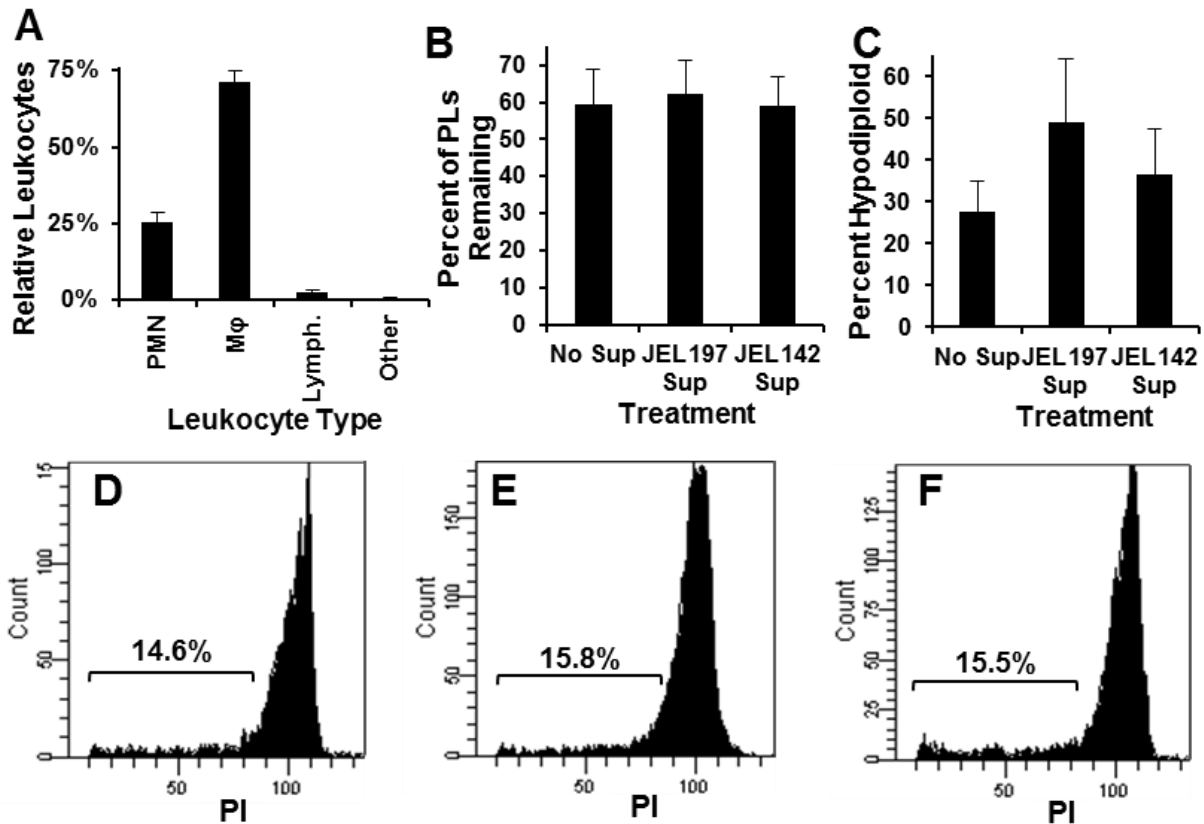 A
Relative Leukocytes
75%
50%
25%
0%
PMN
Mφ
Lymph.
Other
Leukocyte Type
B
Percent of PLs
Remaining
70
60
50
40
30
20
10
0
No Sup JEL197 JEL142
Sup Sup
Treatment
C
Percent Hypodiploid
60
50
40
30
20
10
0
No Sup JEL197 JEL142
Sup Sup
Treatment
D
Count
15
100
50
0
14.6%
50 100
PI
E
Count
150
100
50
0
15.8%
50 100
PI
F
Count
125
100
75
50
25
0
15.5%
50 100
PI